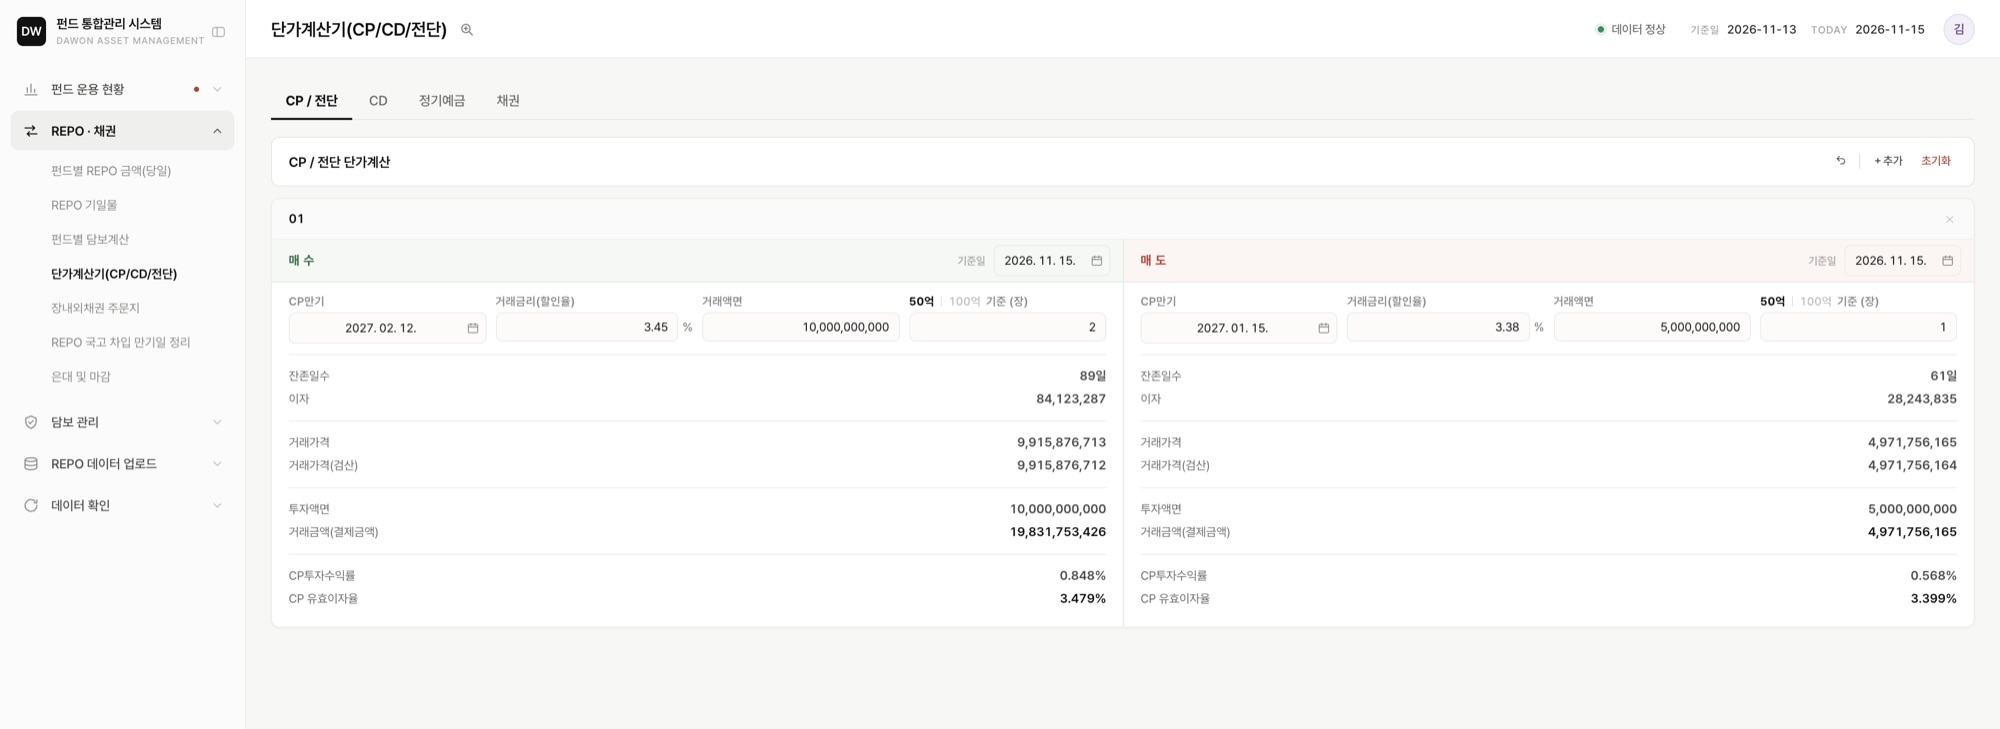 DW
펀드 통합관리 시스템
DAWON ASSET MANAGEMENT
펀드 운용 현황
REPO · 채권
펀드별 REPO 금액(당일)
REPO 기일물
펀드별 담보계산
단가계산기(CP/CD/전단)
장내외채권 주문지
REPO 국고 차입 만기일 정리
은대 및 마감
담보 관리
REPO 데이터 업로드
데이터 확인
단가계산기(CP/CD/전단)
데이터 정상 기준일 2026-11-13 TODAY 2026-11-15 김
CP / 전단 CD 정기예금 채권
CP / 전단 단가계산
+ 추가 초기화
01
매 수 기준일 2026. 11. 15.
CP만기 거래금리(할인율) 거래액면 50억 100억 기준 (장)
2027. 02. 12. 3.45 % 10,000,000,000 2
잔존일수 89일
이자 84,123,287
거래가격 9,915,876,713
거래가격(검산) 9,915,876,712
투자액면 10,000,000,000
거래금액(결제금액) 19,831,753,426
CP투자수익률 0.848%
CP 유효이자율 3.479%
매 도 기준일 2026. 11. 15.
CP만기 거래금리(할인율) 거래액면 50억 100억 기준 (장)
2027. 01. 15. 3.38 % 5,000,000,000 1
잔존일수 61일
이자 28,243,835
거래가격 4,971,756,165
거래가격(검산) 4,971,756,164
투자액면 5,000,000,000
거래금액(결제금액) 4,971,756,165
CP투자수익률 0.568%
CP 유효이자율 3.399%